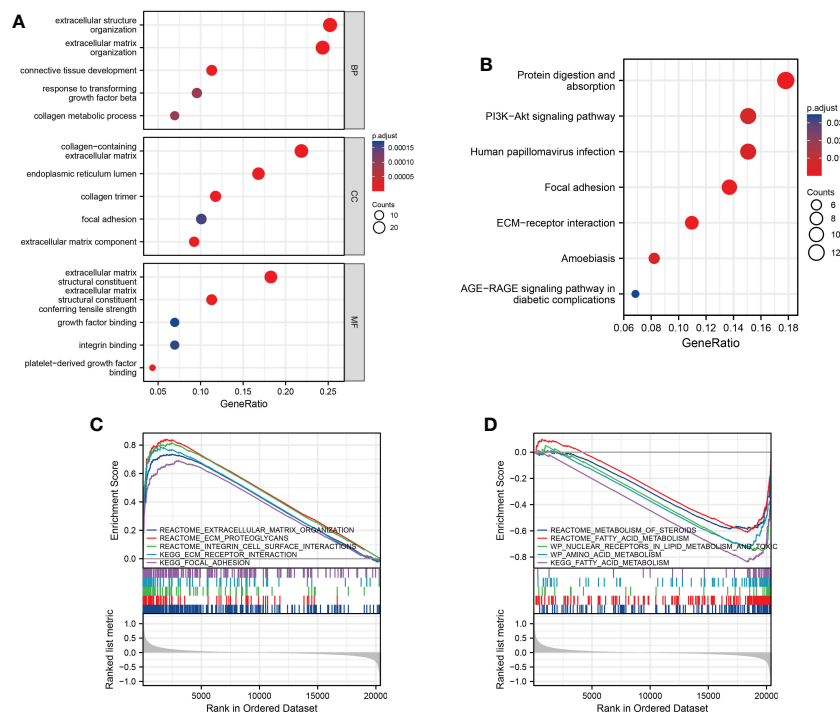 A
extracellular structure
organization
extracellular matrix
organization
connective tissue development
response to transforming
growth factor beta
collagen metabolic process
BP
collagen−containing
extracellular matrix
endoplasmic reticulum lumen
collagen trimer
focal adhesion
extracellular matrix component
CC
extracellular matrix
structural constituent
extracellular matrix
structural constituent
conferring tensile strength
growth factor binding
integrin binding
platelet−derived growth factor
binding
MF
0.05 0.10 0.15 0.20 0.25
GeneRatio
p.adjust
0.00015
0.00010
0.00005
Counts
10
20
B
Protein digestion and
absorption
PI3K−Akt signaling pathway
Human papillomavirus infection
Focal adhesion
ECM−receptor interaction
Amoebiasis
AGE−RAGE signaling pathway in
diabetic complications
0.06 0.08 0.10 0.12 0.14 0.16 0.18
GeneRatio
p.adjust
0.03
0.02
0.01
Counts
6
8
10
12
C
Enrichment Score
0.8
0.6
0.4
0.2
0.0
REACTOME_EXTRACELLULAR_MATRIX_ORGANIZATION
REACTOME_ECM_PROTEOGLYCANS
REACTOME_INTEGRIN_CELL_SURFACE_INTERACTIONS
KEGG_ECM_RECEPTOR_INTERACTION
KEGG_FOCAL_ADHESION
Ranked list metric
1.0
0.5
0.0
−0.5
−1.0
5000 10000 15000 20000
Rank in Ordered Dataset
D
Enrichment Score
0.0
−0.2
−0.4
−0.6
−0.8
REACTOME_METABOLISM_OF_STEROIDS
REACTOME_FATTY_ACID_METABOLISM
WP_NUCLEAR_RECEPTORS_IN_LIPID_METABOLISM_AND_TOXIC
WP_AMINO_ACID_METABOLISM
KEGG_FATTY_ACID_METABOLISM
Ranked list metric
1.0
0.5
0.0
−0.5
−1.0
5000 10000 15000 20000
Rank in Ordered Dataset